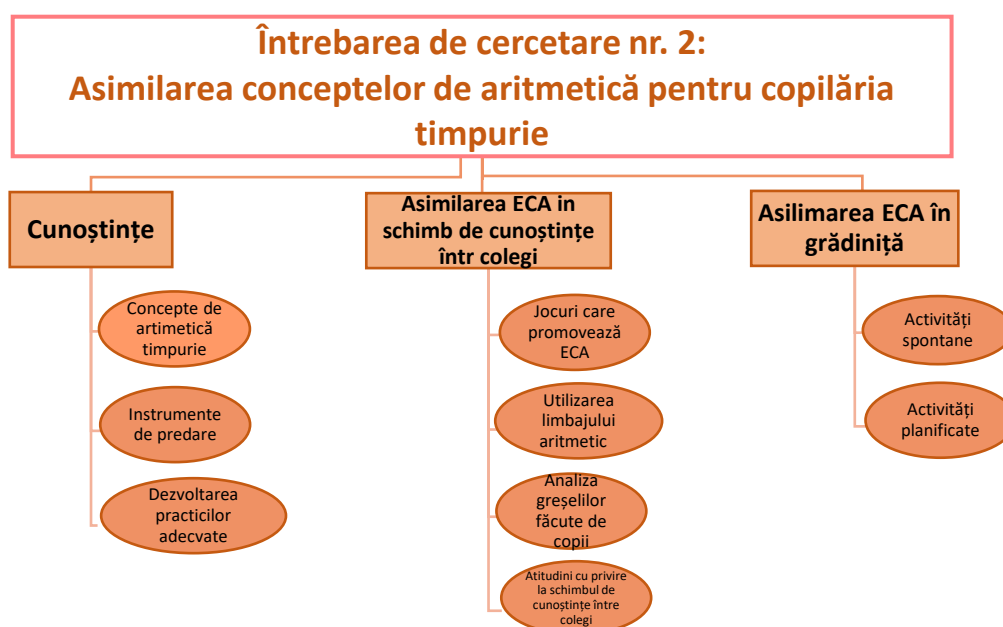 Întrebarea de cercetare nr. 2:
Asimilarea conceptelor de aritmetică pentru copilăria
timpurie
Cunoștințe
Concepte de
artimetică
timpurie
Instrumente
de predare
Dezvoltarea
practicilor
adecvate
Asimilarea ECA in
schimb de cunoștințe
într colegi
Jocuri care
promovează
ECA
Utilizarea
limbajului
aritmetic
Analiza
greșelilor
făcute de
copii
Atitudini cu privire
la schimbul de
cunoștințe între
colegi
Asilimarea ECA în
grădiniță
Activități
spontane
Activități
planificate